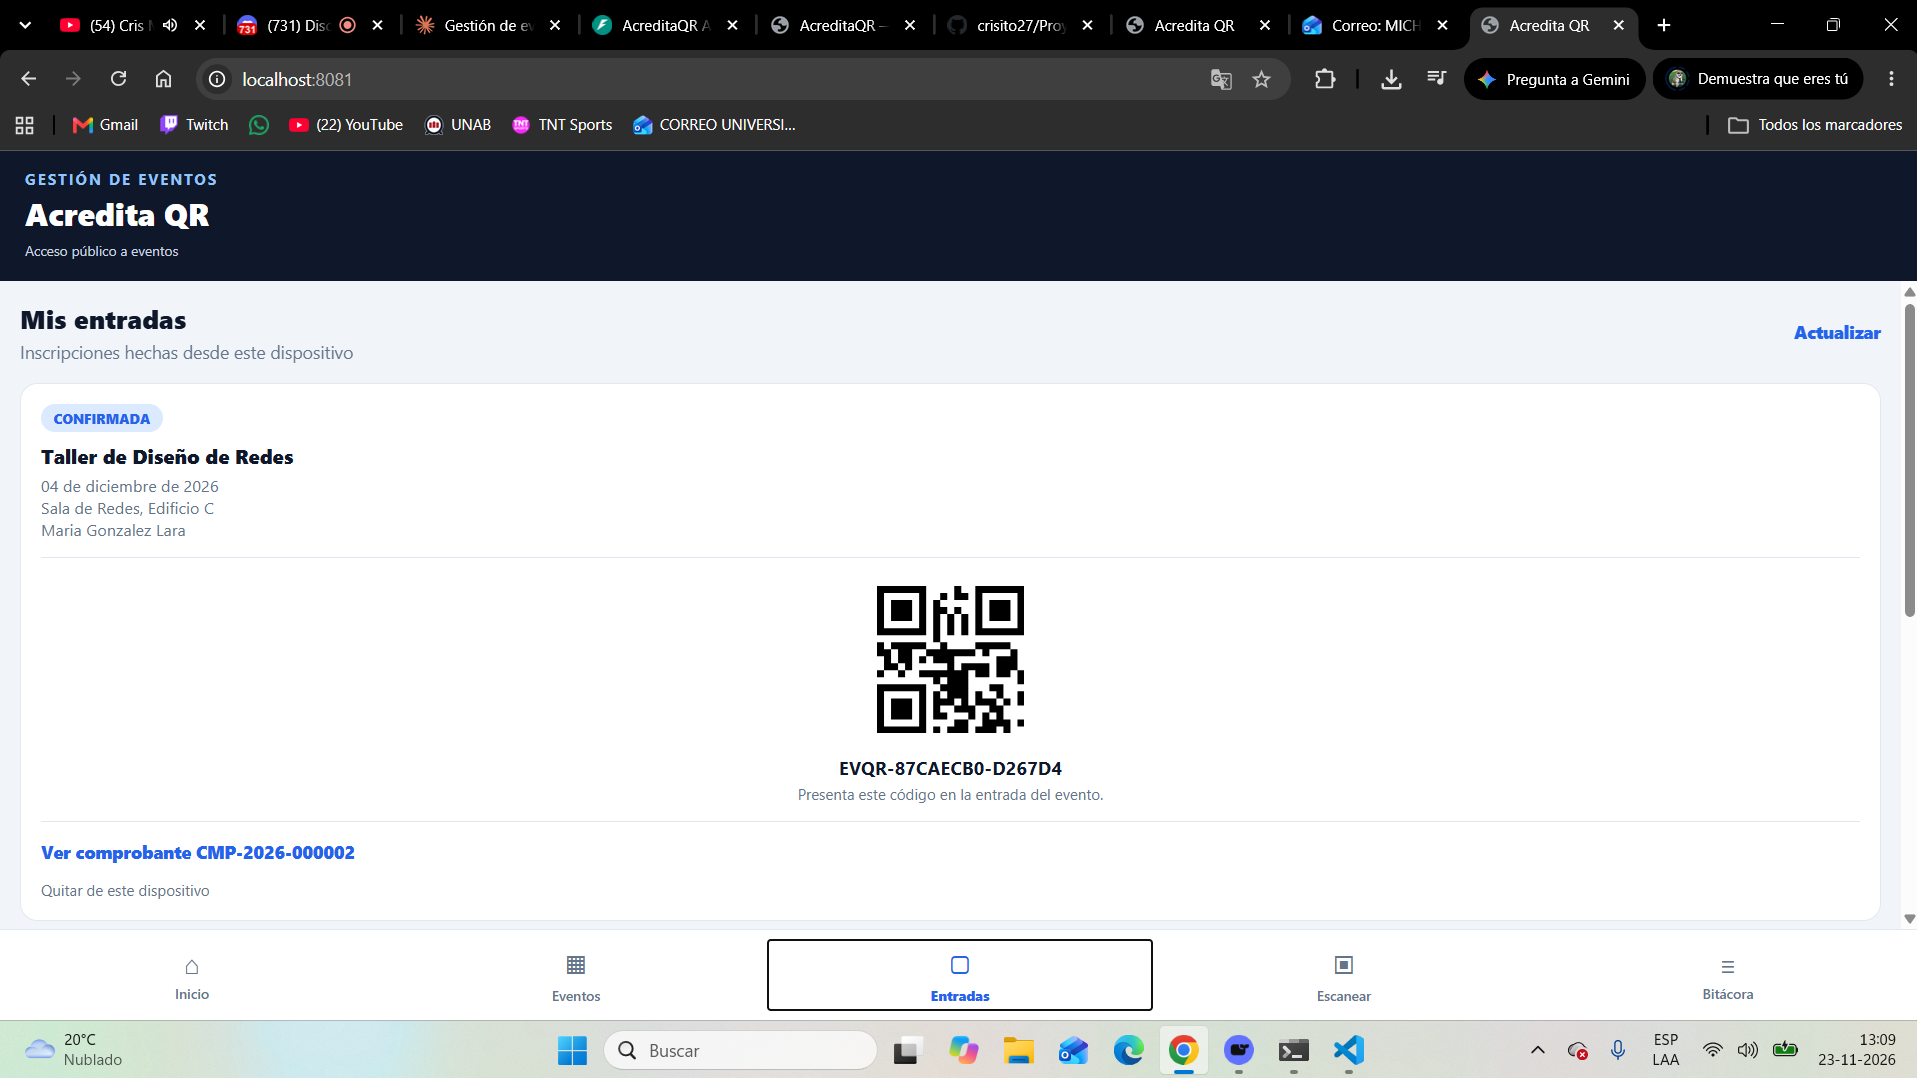 (54) Cris
(731) Disc
Gestión de ev
AcreditaQR A
AcreditaQR –
crisito27/Proy
Acredita QR
Correo: MICH
Acredita QR
localhost:8081
Pregunta a Gemini
Demuestra que eres tú
Gmail
Twitch
(22) YouTube
UNAB
TNT Sports
CORREO UNIVERSI...
Todos los marcadores
GESTIÓN DE EVENTOS
Acredita QR
Acceso público a eventos
Mis entradas
Inscripciones hechas desde este dispositivo
Actualizar
CONFIRMADA
Taller de Diseño de Redes
04 de diciembre de 2026
Sala de Redes, Edificio C
Maria Gonzalez Lara
EVQR-87CAECB0-D267D4
Presenta este código en la entrada del evento.
Ver comprobante CMP-2026-000002
Quitar de este dispositivo
Inicio
Eventos
Entradas
Escanear
Bitácora
20°C
Nublado
Buscar
ESP
LAA
13:09
23-11-2026